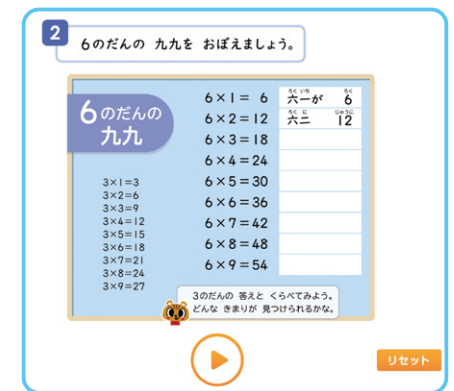 2
6のだんの 九九を おぼえましょう。
6のだんの
九九
3×1=3
3×2=6
3×3=9
3×4=12
3×5=15
3×6=18
3×7=21
3×8=24
3×9=27
6×1= 6
6×2=12
6×3=18
6×4=24
6×5=30
6×6=36
6×7=42
6×8=48
6×9=54
ろく いち ろく
六一が 6
ろく に じゅうに
六二 12
3のだんの 答えと くらべてみよう。
どんな きまりが 見つけられるかな。
リセット